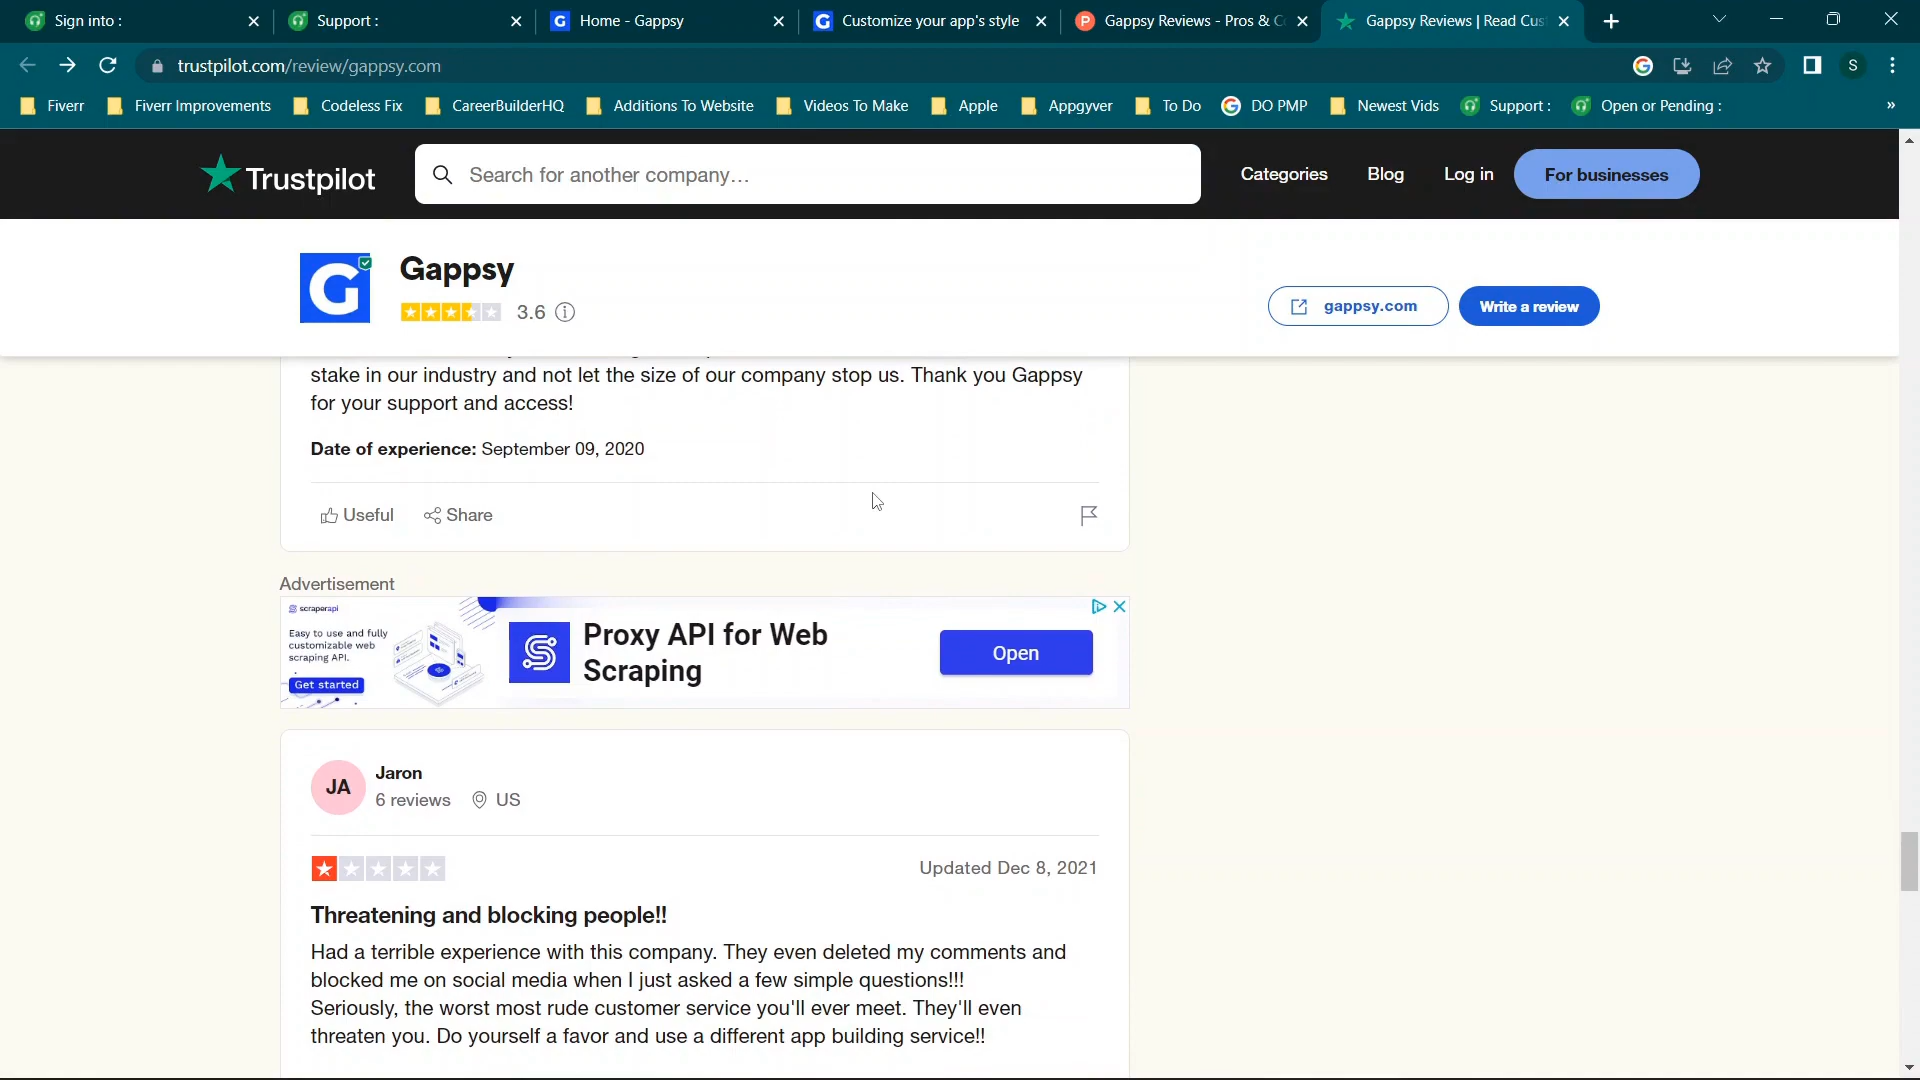 Sign into :
Support :
Home - Gappsy
Customize your app's style
Gappsy Reviews - Pros & C
Gappsy Reviews | Read Cus
trustpilot.com/review/gappsy.com
S
Fiverr
Fiverr Improvements
Codeless Fix
CareerBuilderHQ
Additions To Website
Videos To Make
Apple
Appgyver
To Do
DO PMP
Newest Vids
Support :
Open or Pending :
»
Trustpilot
Search for another company...
Categories
Blog
Log in
For businesses
G
Gappsy
3.6
gappsy.com
Write a review
stake in our industry and not let the size of our company stop us. Thank you Gappsy
for your support and access!
Date of experience: September 09, 2020
Useful
Share
Advertisement
scraperapi
Easy to use and fully
customizable web
scraping API.
Get started
Proxy API for Web
Scraping
Open
JA
Jaron
6 reviews
US
Updated Dec 8, 2021
Threatening and blocking people!!
Had a terrible experience with this company. They even deleted my comments and
blocked me on social media when I just asked a few simple questions!!!
Seriously, the worst most rude customer service you'll ever meet. They'll even
threaten you. Do yourself a favor and use a different app building service!!